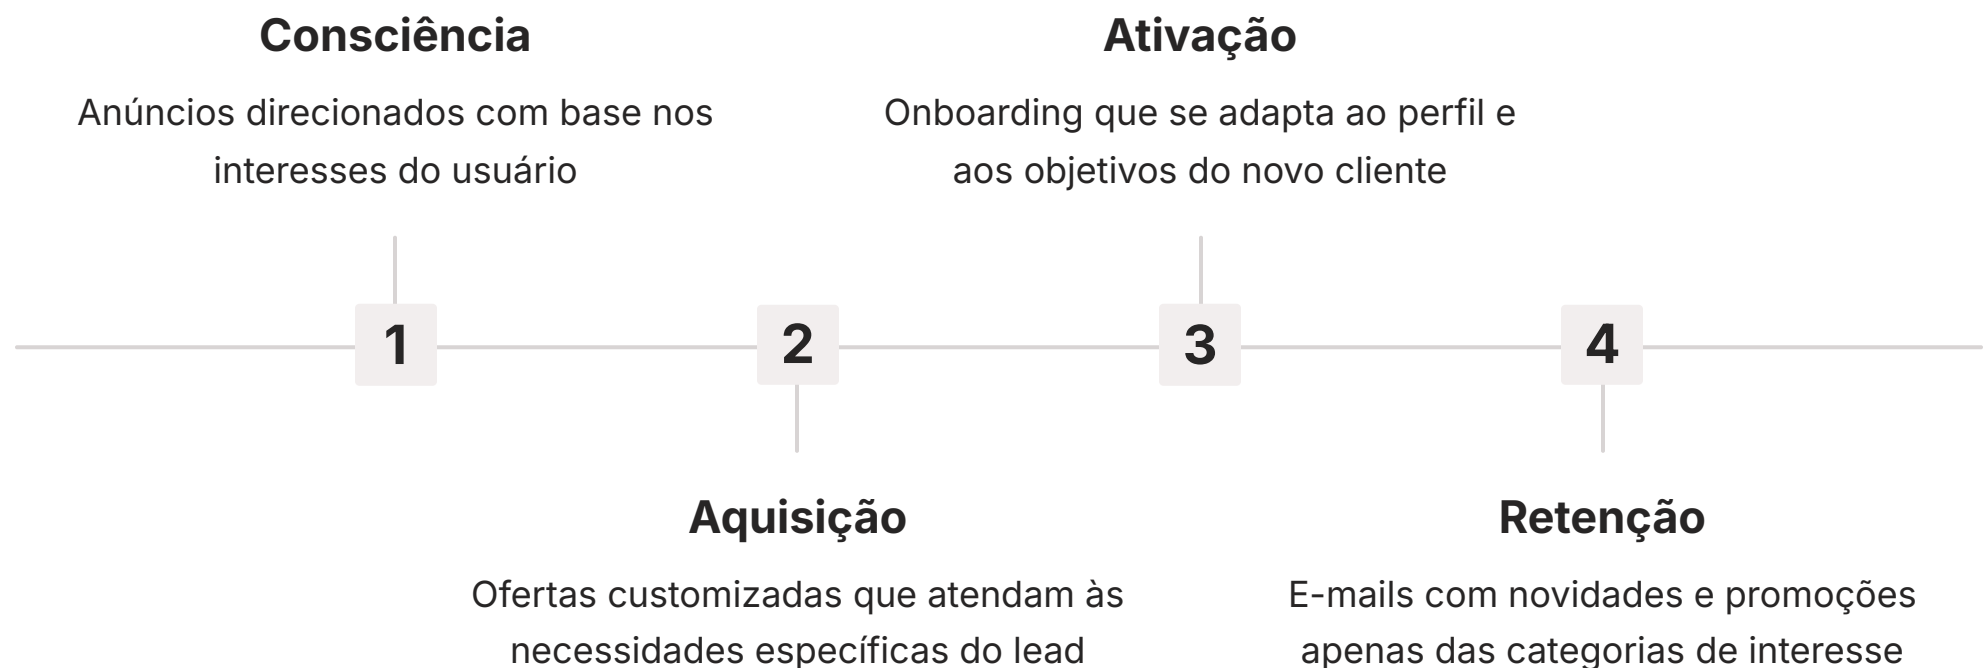 Consciência
Anúncios direcionados com base nos
interesses do usuário
Ativação
Onboarding que se adapta ao perfil e
aos objetivos do novo cliente
1
2
3
4
Aquisição
Ofertas customizadas que atendam às
necessidades específicas do lead
Retenção
E-mails com novidades e promoções
apenas das categorias de interesse